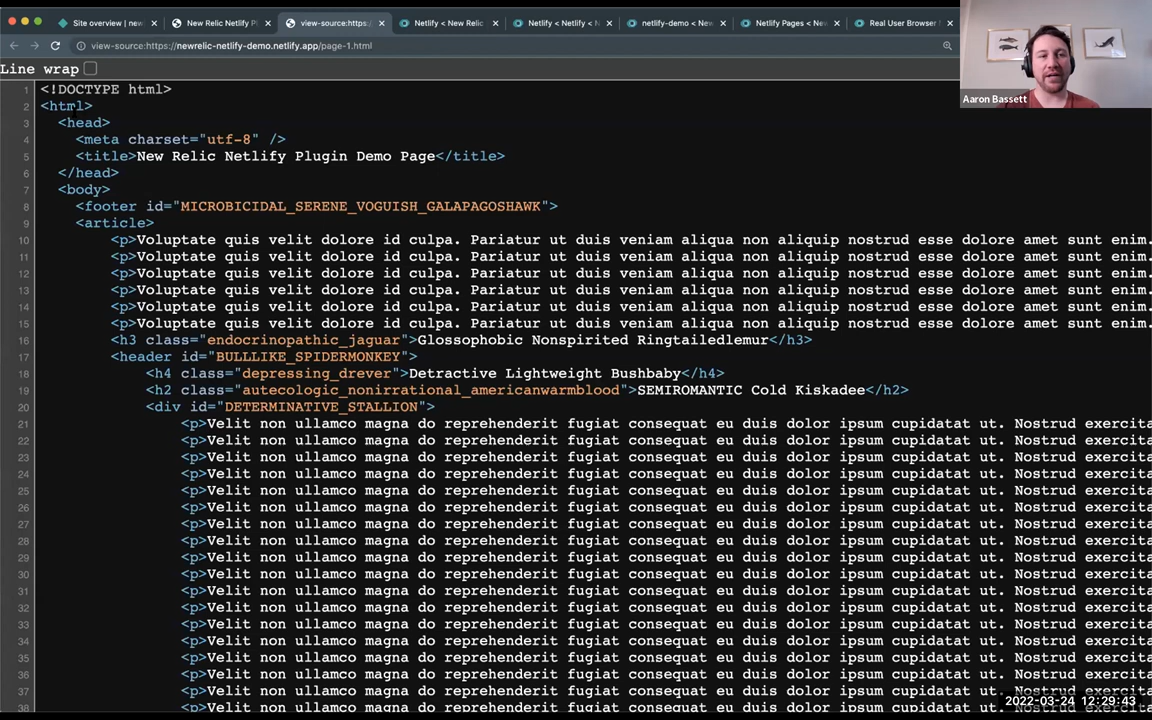 Site overview | newr
New Relic Netlify Pl
view-source:https:
Netlify < New Relic
Netlify < Netlify < N
netlify-demo < New
Netlify Pages < New
Real User Browser M
view-source:https://newrelic-netlify-demo.netlify.app/page-1.html
Line wrap
1 <!DOCTYPE html>
2 <html>
3 <head>
4 <meta charset="utf-8" />
5 <title>New Relic Netlify Plugin Demo Page</title>
6 </head>
7 <body>
8 <footer id="MICROBICIDAL_SERENE_VOGUISH_GALAPAGOSHAWK">
9 <article>
10 <p>Voluptate quis velit dolore id culpa. Pariatur ut duis veniam aliqua non aliquip nostrud esse dolore amet sunt enim.
11 <p>Voluptate quis velit dolore id culpa. Pariatur ut duis veniam aliqua non aliquip nostrud esse dolore amet sunt enim.
12 <p>Voluptate quis velit dolore id culpa. Pariatur ut duis veniam aliqua non aliquip nostrud esse dolore amet sunt enim.
13 <p>Voluptate quis velit dolore id culpa. Pariatur ut duis veniam aliqua non aliquip nostrud esse dolore amet sunt enim.
14 <p>Voluptate quis velit dolore id culpa. Pariatur ut duis veniam aliqua non aliquip nostrud esse dolore amet sunt enim.
15 <p>Voluptate quis velit dolore id culpa. Pariatur ut duis veniam aliqua non aliquip nostrud esse dolore amet sunt enim.
16 <h3 class="endocrinopathic_jaguar">Glossophobic Nonspirited Ringtailedlemur</h3>
17 <header id="BULLLIKE_SPIDERMONKEY">
18 <h4 class="depressing_drever">Detractive Lightweight Bushbaby</h4>
19 <h2 class="autecologic_nonirrational_americanwarmblood">SEMIROMANTIC Cold Kiskadee</h2>
20 <div id="DETERMINATIVE_STALLION">
21 <p>Velit non ullamco magna do reprehenderit fugiat consequat eu duis dolor ipsum cupidatat ut. Nostrud exercita
22 <p>Velit non ullamco magna do reprehenderit fugiat consequat eu duis dolor ipsum cupidatat ut. Nostrud exercita
23 <p>Velit non ullamco magna do reprehenderit fugiat consequat eu duis dolor ipsum cupidatat ut. Nostrud exercita
24 <p>Velit non ullamco magna do reprehenderit fugiat consequat eu duis dolor ipsum cupidatat ut. Nostrud exercita
25 <p>Velit non ullamco magna do reprehenderit fugiat consequat eu duis dolor ipsum cupidatat ut. Nostrud exercita
26 <p>Velit non ullamco magna do reprehenderit fugiat consequat eu duis dolor ipsum cupidatat ut. Nostrud exercita
27 <p>Velit non ullamco magna do reprehenderit fugiat consequat eu duis dolor ipsum cupidatat ut. Nostrud exercita
28 <p>Velit non ullamco magna do reprehenderit fugiat consequat eu duis dolor ipsum cupidatat ut. Nostrud exercita
29 <p>Velit non ullamco magna do reprehenderit fugiat consequat eu duis dolor ipsum cupidatat ut. Nostrud exercita
30 <p>Velit non ullamco magna do reprehenderit fugiat consequat eu duis dolor ipsum cupidatat ut. Nostrud exercita
31 <p>Velit non ullamco magna do reprehenderit fugiat consequat eu duis dolor ipsum cupidatat ut. Nostrud exercita
32 <p>Velit non ullamco magna do reprehenderit fugiat consequat eu duis dolor ipsum cupidatat ut. Nostrud exercita
33 <p>Velit non ullamco magna do reprehenderit fugiat consequat eu duis dolor ipsum cupidatat ut. Nostrud exercita
34 <p>Velit non ullamco magna do reprehenderit fugiat consequat eu duis dolor ipsum cupidatat ut. Nostrud exercita
35 <p>Velit non ullamco magna do reprehenderit fugiat consequat eu duis dolor ipsum cupidatat ut. Nostrud exercita
36 <p>Velit non ullamco magna do reprehenderit fugiat consequat eu duis dolor ipsum cupidatat ut. Nostrud exercita
37 <p>Velit non ullamco magna do reprehenderit fugiat consequat eu duis dolor ipsum cupidatat ut. Nostrud exercita
38 <p>Velit non ullamco magna do reprehenderit fugiat consequat eu duis dolor ipsum cupidatat ut.
Aaron Bassett
2022-03-24 12:29:43